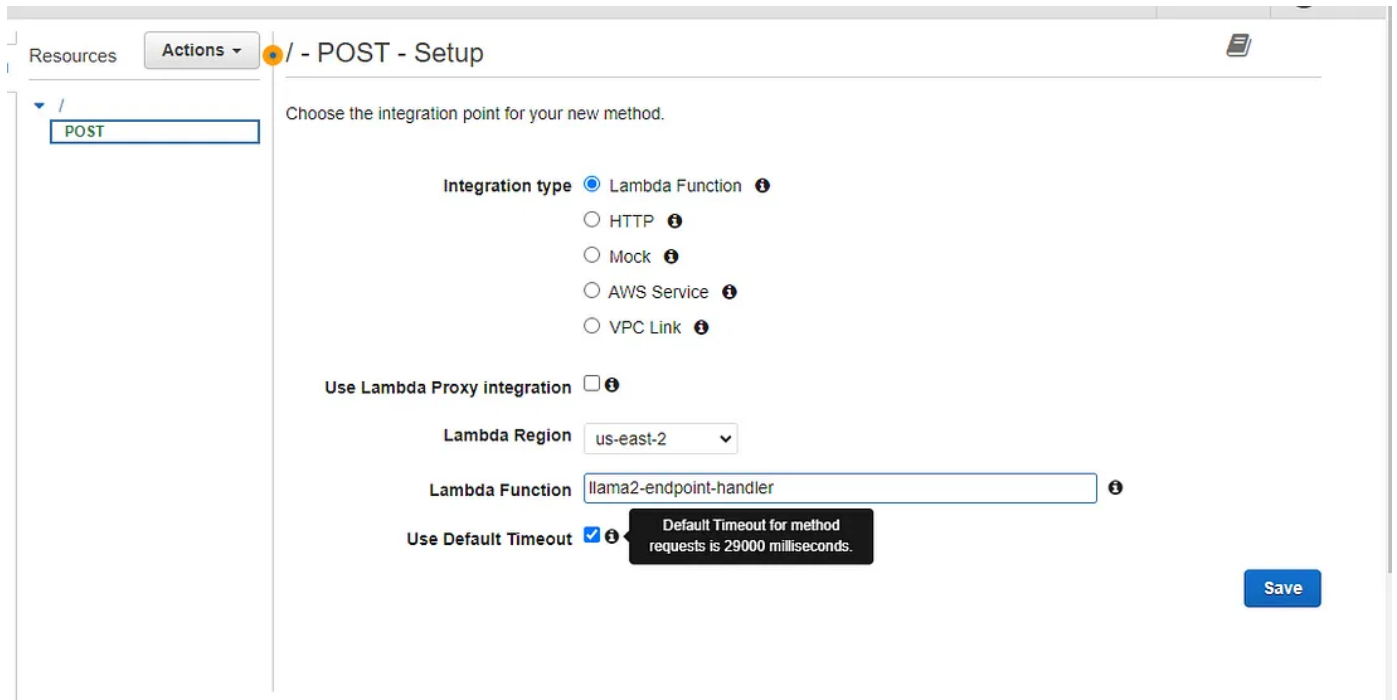 Resources
Actions
/ - POST - Setup
/
POST
Choose the integration point for your new method.
Integration type
Lambda Function
HTTP
Mock
AWS Service
VPC Link
Use Lambda Proxy integration
Lambda Region
us-east-2
Lambda Function
llama2-endpoint-handler
Use Default Timeout
Default Timeout for method
requests is 29000 milliseconds.
Save